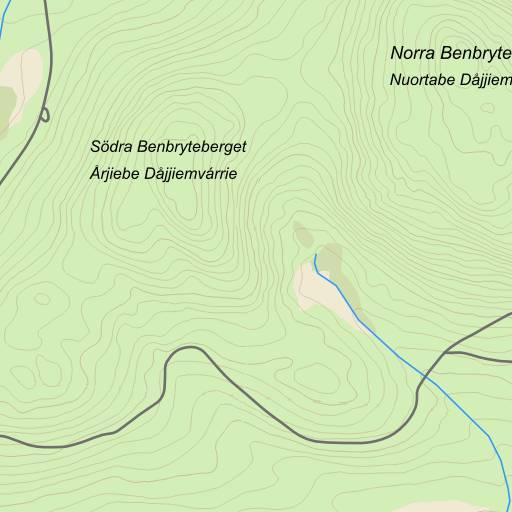 Norra Benbryte
Nuortabe Dåjjiem
Södra Benbryteberget
Årjiebe Dåjjiemvárrie